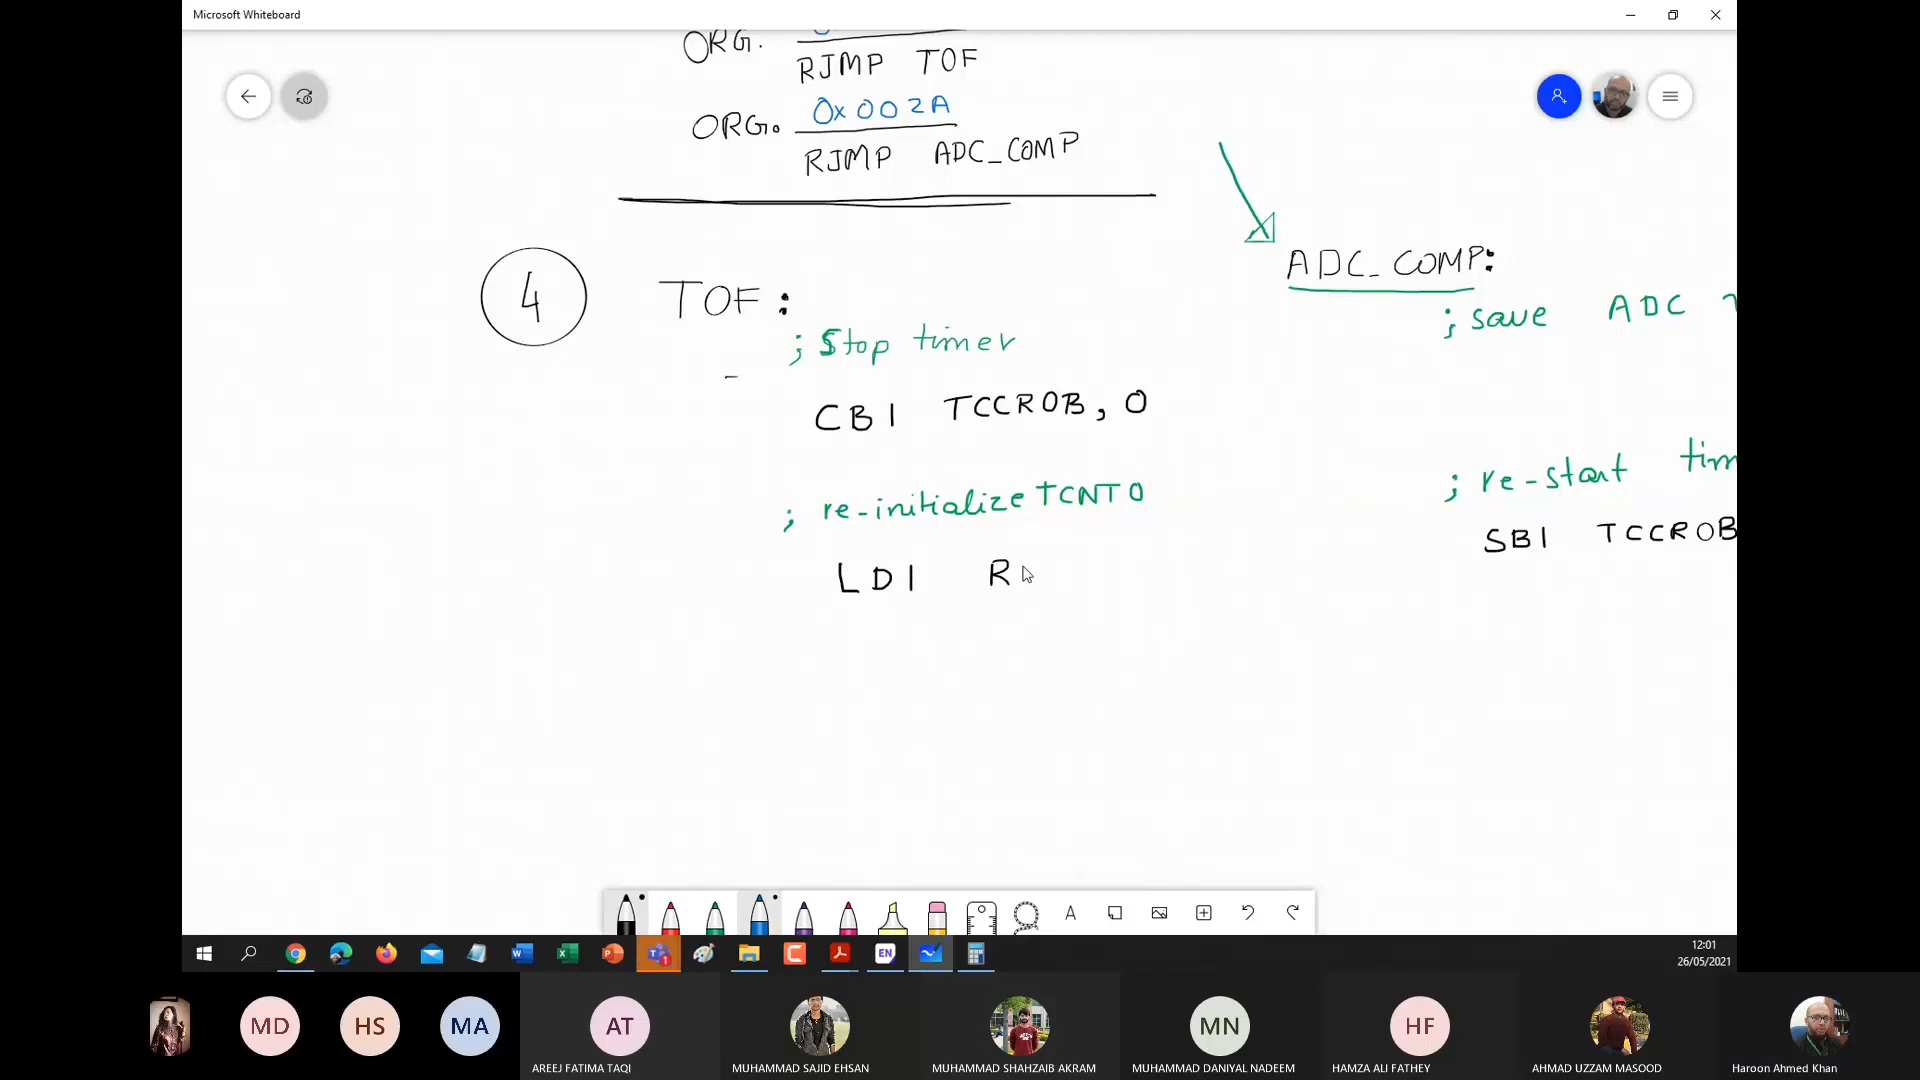 Microsoft Whiteboard
ORG.
RJMP TOF
ORG. 0x002A
RJMP ADC_COMP
4
TOF :
; Stop timer
CBI TCCR0B, 0
; re-initialize TCNT0
LDI R
ADC_COMP:
; save ADC
; re-start tim
SBI TCCR0B
A
W
X
P
T
1
EN
12:01
26/05/2021
MD
HS
MA
AT
MN
HF
AREEJ FATIMA TAQI
MUHAMMAD SAJID EHSAN
MUHAMMAD SHAHZAIB AKRAM
MUHAMMAD DANIYAL NADEEM
HAMZA ALI FATHEY
AHMAD UZZAM MASOOD
Haroon Ahmed Khan